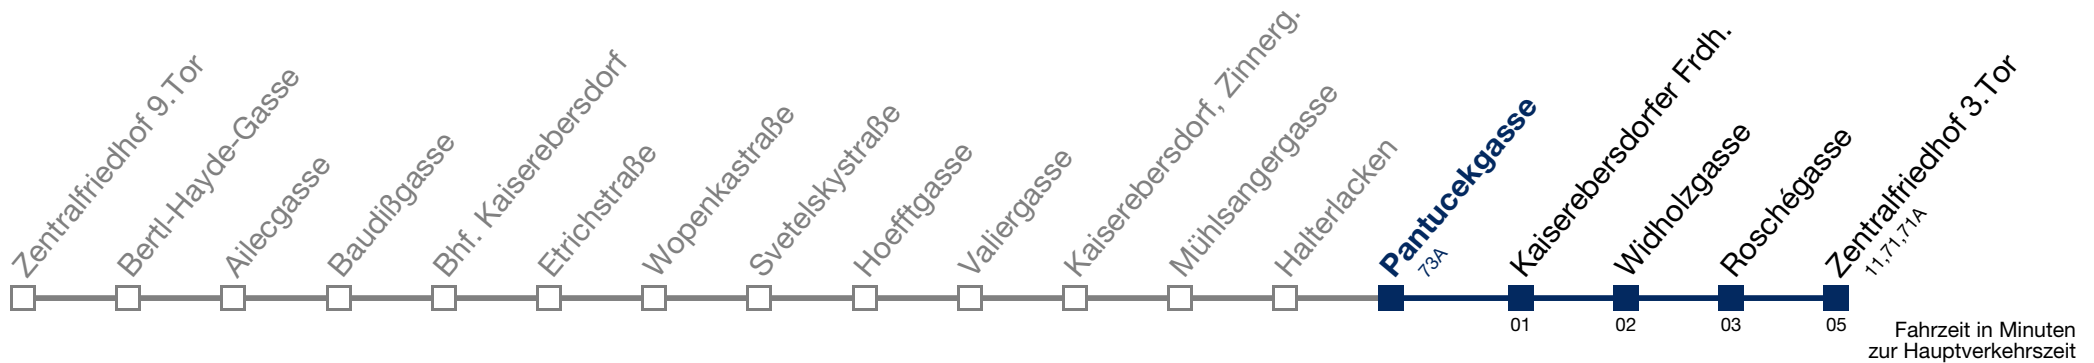 Zentralfriedhof 9.Tor
Bertl-Hayde-Gasse
Ailecgasse
Baudißgasse
Bhf. Kaiserebersdorf
Etrichstraße
Wopenkastraße
Svetelskystraße
Hoefftgasse
Valiergasse
Kaiserebersdorf, Zinnerg.
Mühlsangergasse
Halterlacken
Pantucekgasse
73A
Kaiserebersdorfer Frdh.
Widholzgasse
Roschégasse
Zentralfriedhof 3.Tor
11,71,71A
01
02
03
05
Fahrzeit in Minuten
zur Hauptverkehrszeit